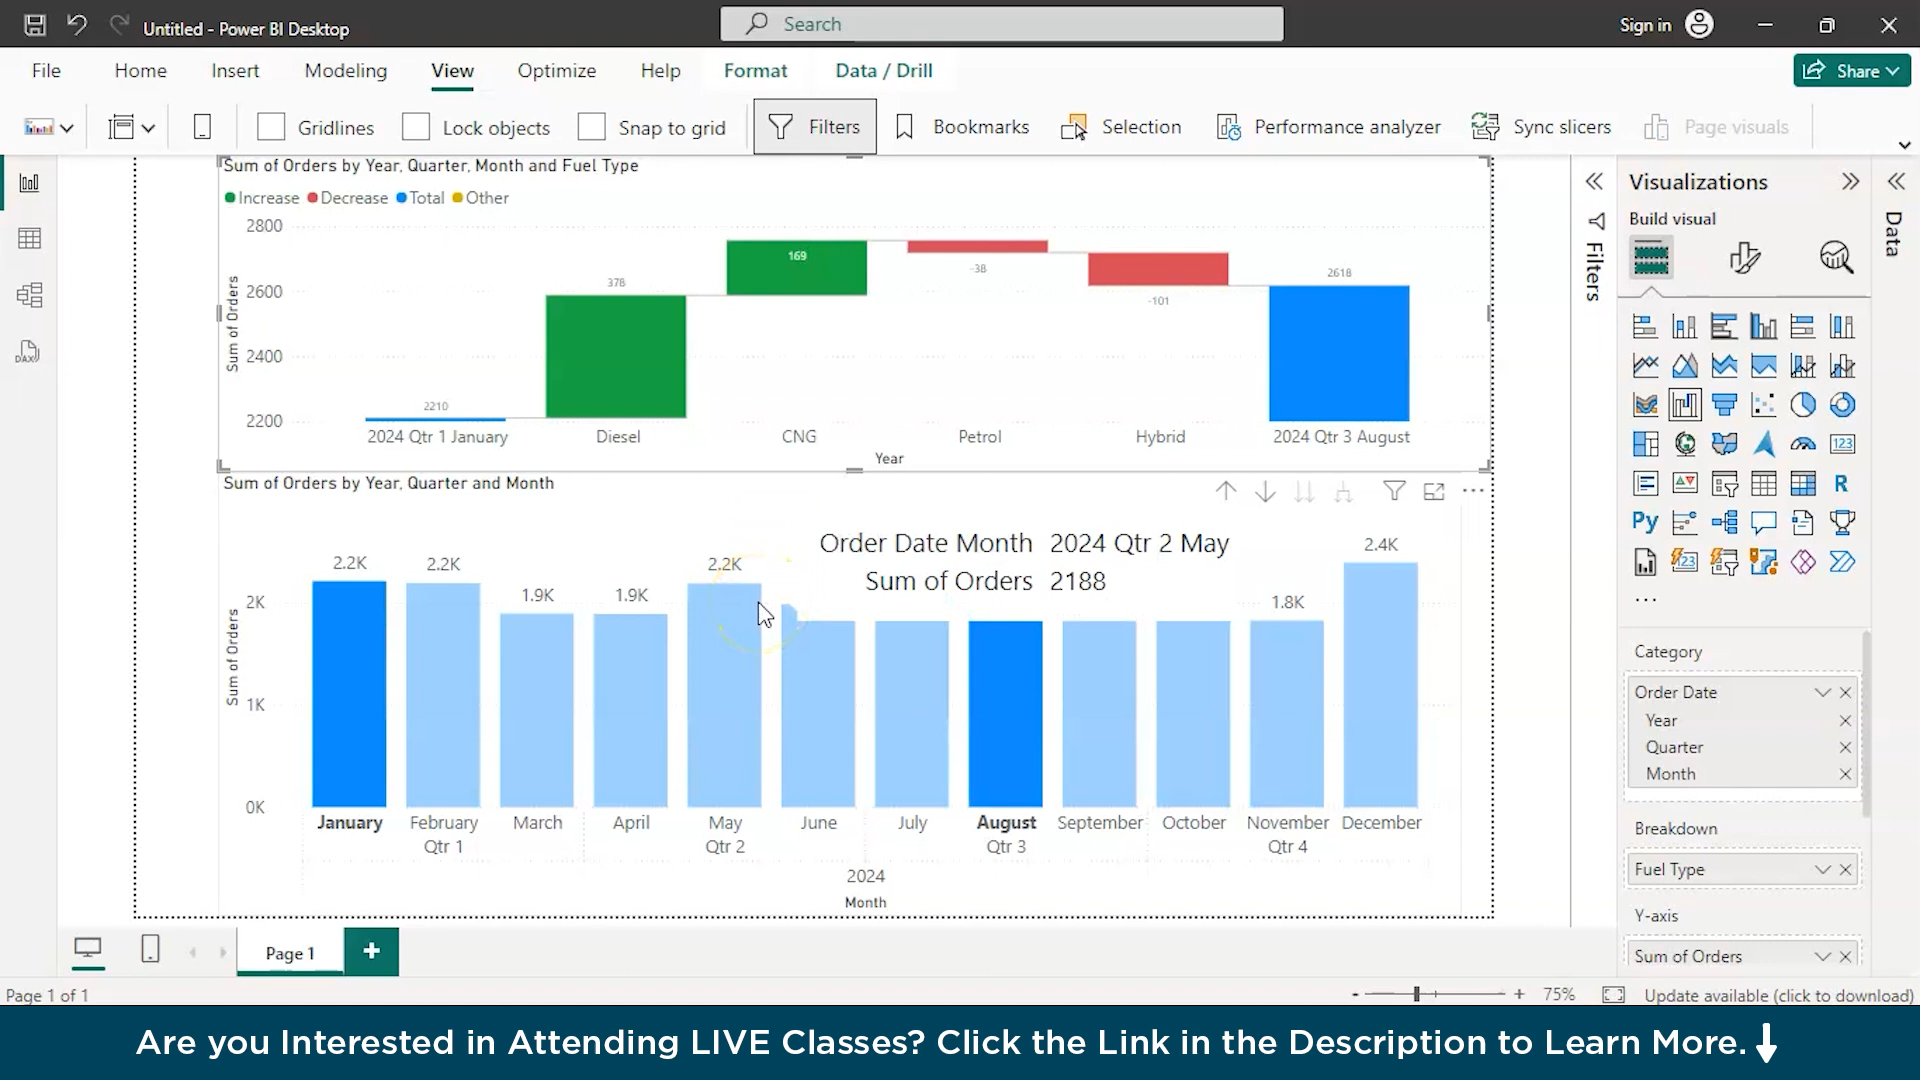 Untitled - Power BI Desktop
Search
Sign in
File Home Insert Modeling View Optimize Help Format Data / Drill
Share
Gridlines Lock objects Snap to grid Filters Bookmarks Selection Performance analyzer Sync slicers Page visuals
Sum of Orders by Year, Quarter, Month and Fuel Type
Increase Decrease Total Other
2800
2600
2400
2200
Sum of Orders
2210
378
169
-38
-101
2618
2024 Qtr 1 January Diesel CNG Petrol Hybrid 2024 Qtr 3 August
Year
Sum of Orders by Year, Quarter and Month
Order Date Month 2024 Qtr 2 May
Sum of Orders 2188
2K
1K
0K
Sum of Orders
2.2K 2.2K 1.9K 1.9K 2.2K 1.8K 2.4K
January February March April May June July August September October November December
Qtr 1 Qtr 2 Qtr 3 Qtr 4
2024
Month
Filters
Visualizations
Build visual
Data
123
R
Py
123
DAX
Category
Order Date
Year
Quarter
Month
Breakdown
Fuel Type
Y-axis
Sum of Orders
Page 1
Page 1 of 1
- + 75%
Update available (click to download)
Are you Interested in Attending LIVE Classes? Click the Link in the Description to Learn More.